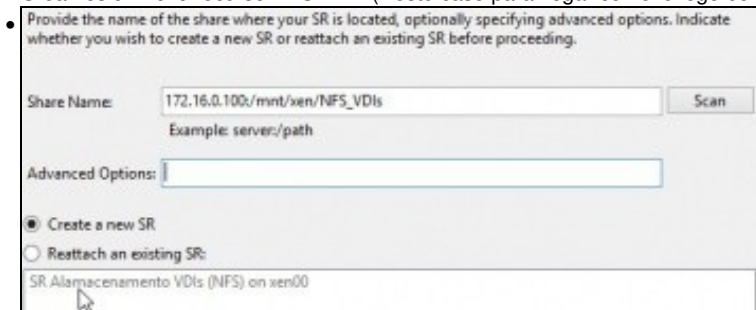 Provide the name of the share where your SR is located, optionally specifying advanced options. Indicate
whether you wish to create a new SR or reattach an existing SR before proceeding.
Share Name: 172.16.0.100:/mnt/xen/NFS_VDIs Scan
Example: server:/path
Advanced Options:
Create a new SR
Reattach an existing SR:
SR Alamacenamento VDIs (NFS) on xen00